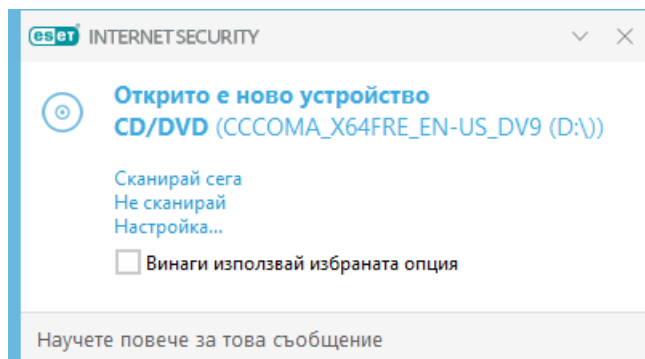 eseт INTERNET SECURITY
Открито е ново устройство
CD/DVD (CCCOMA_X64FRE_EN-US_DV9 (D:\))
Сканирай сега
Не сканирай
Настройка...
Винаги използвай избраната опция
Научете повече за това съобщение